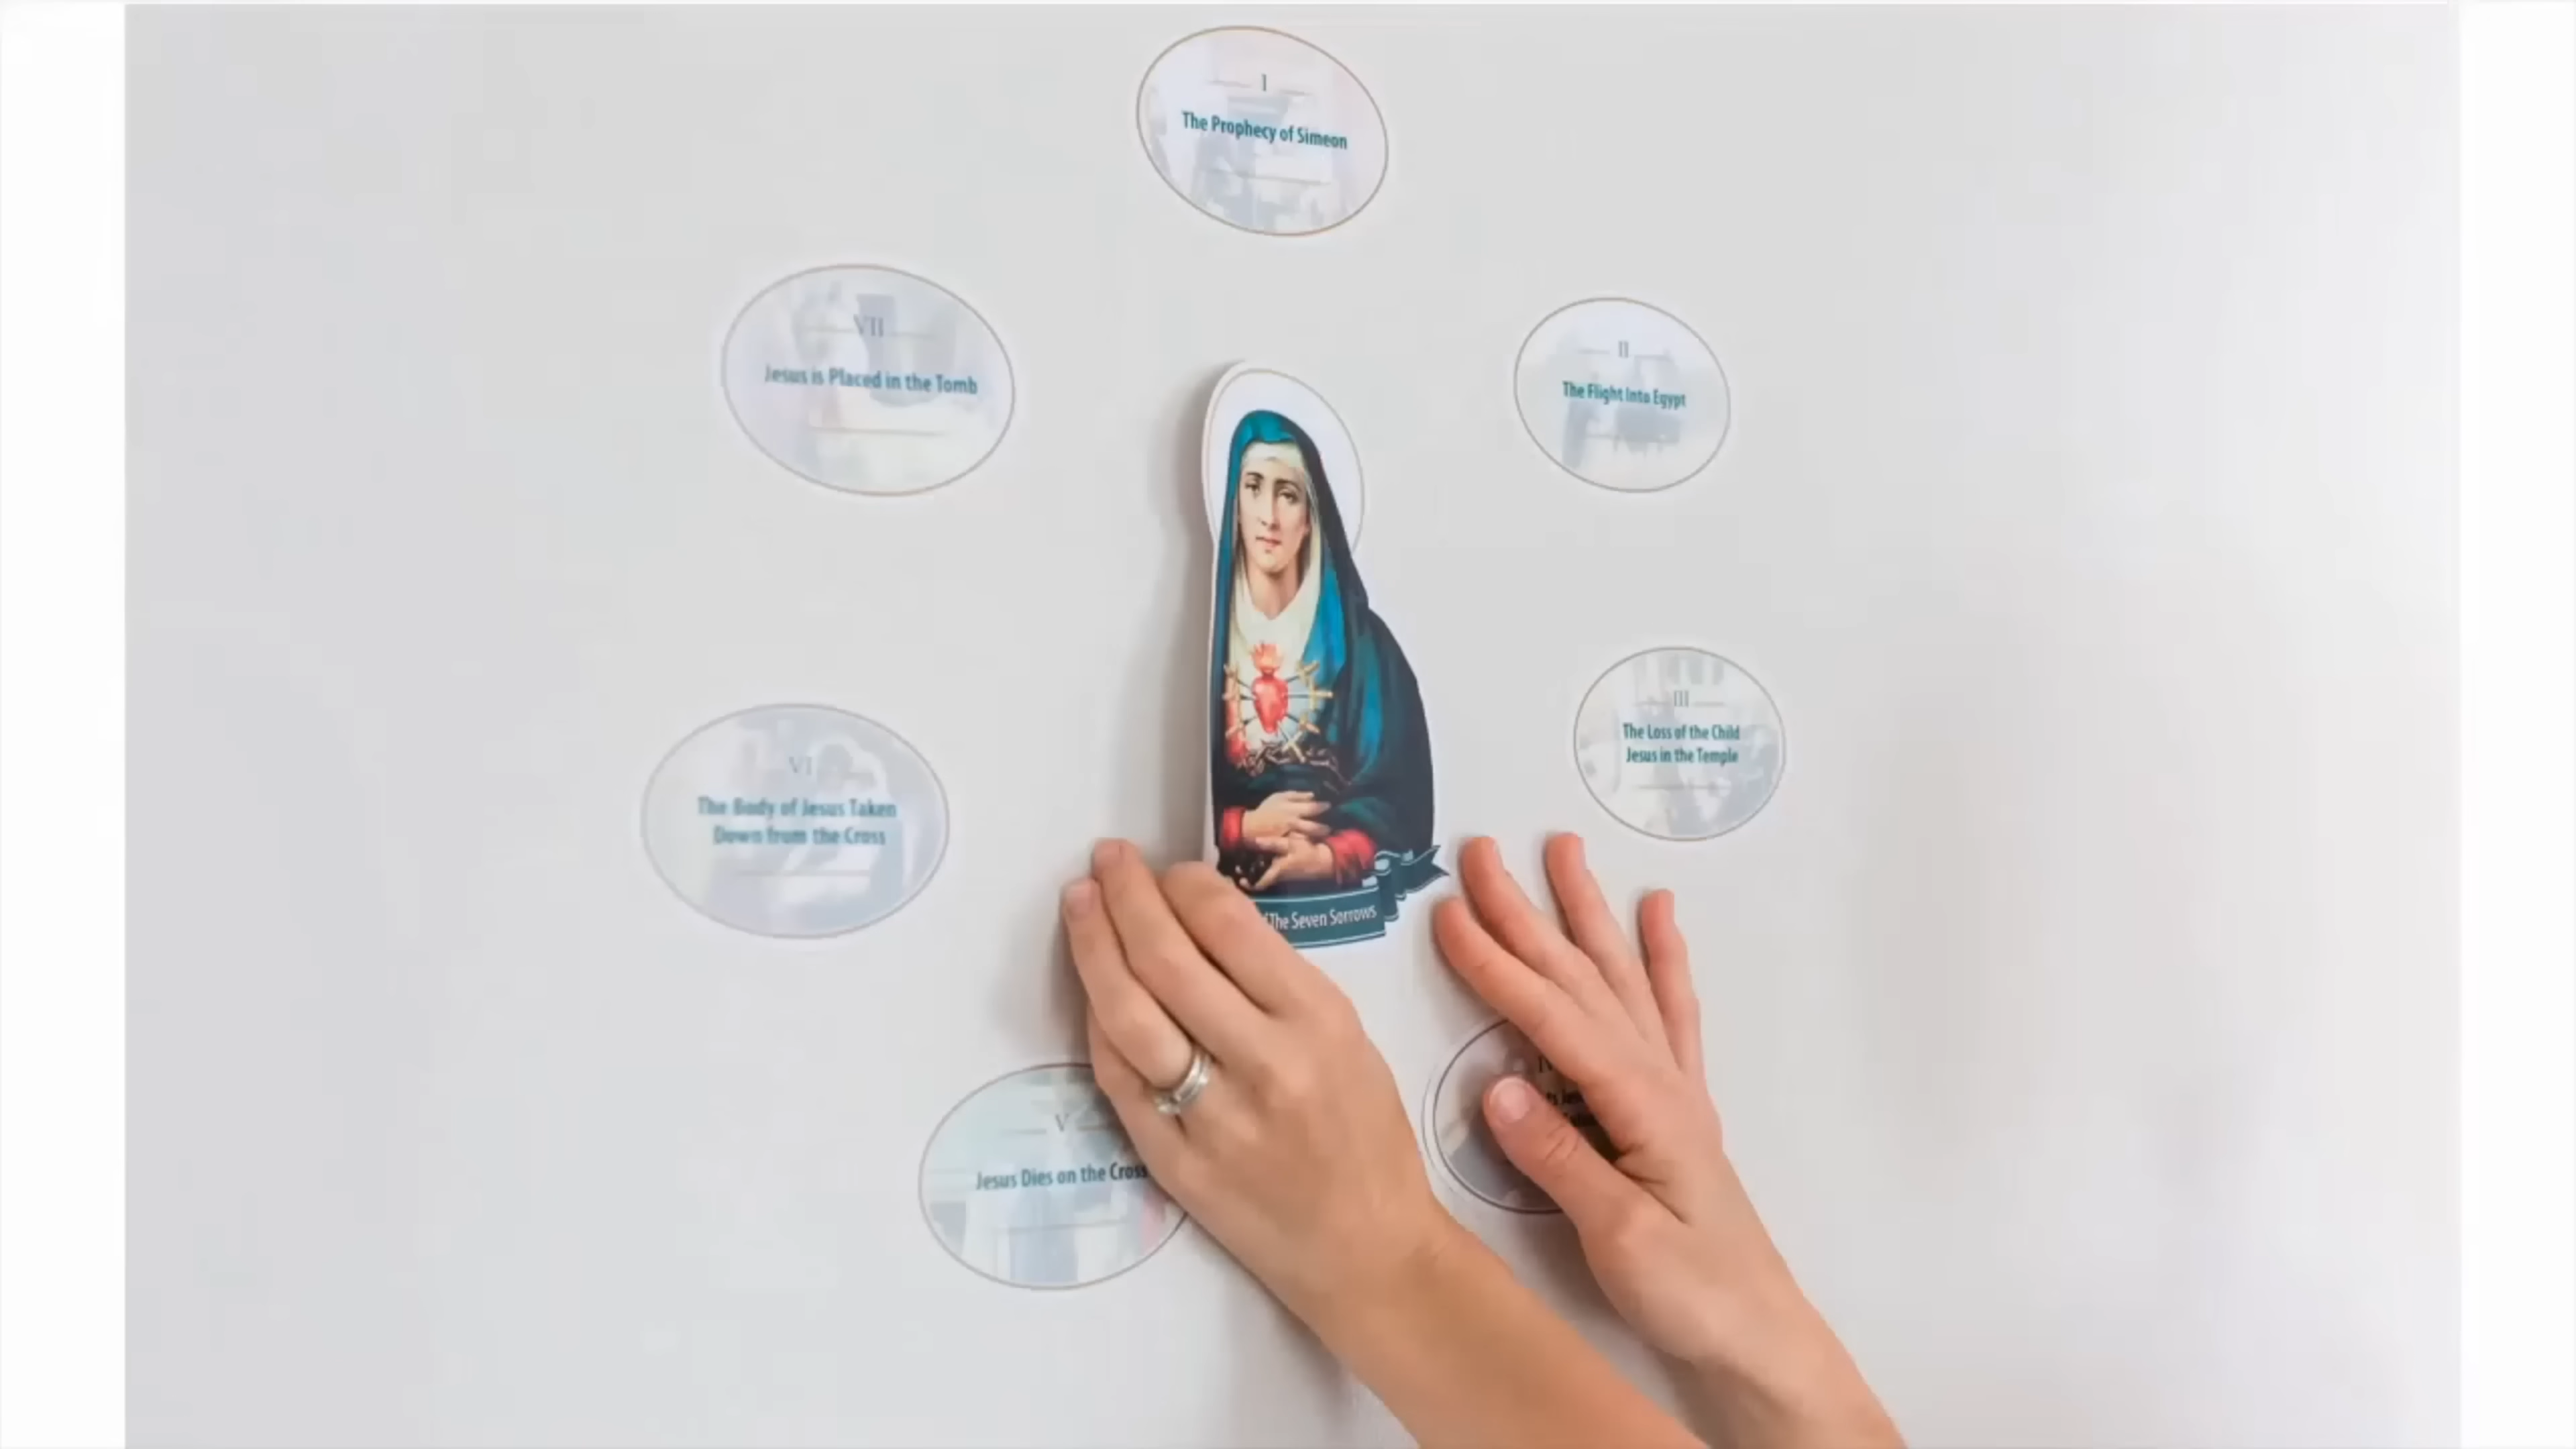 I
The Prophecy of Simeon
II
The Flight Into Egypt
III
The Loss of the Child
Jesus in the Temple
V
Jesus Dies on the Cross
VI
The Body of Jesus Taken
Down from the Cross
VII
Jesus is Placed in the Tomb
The Seven Sorrows